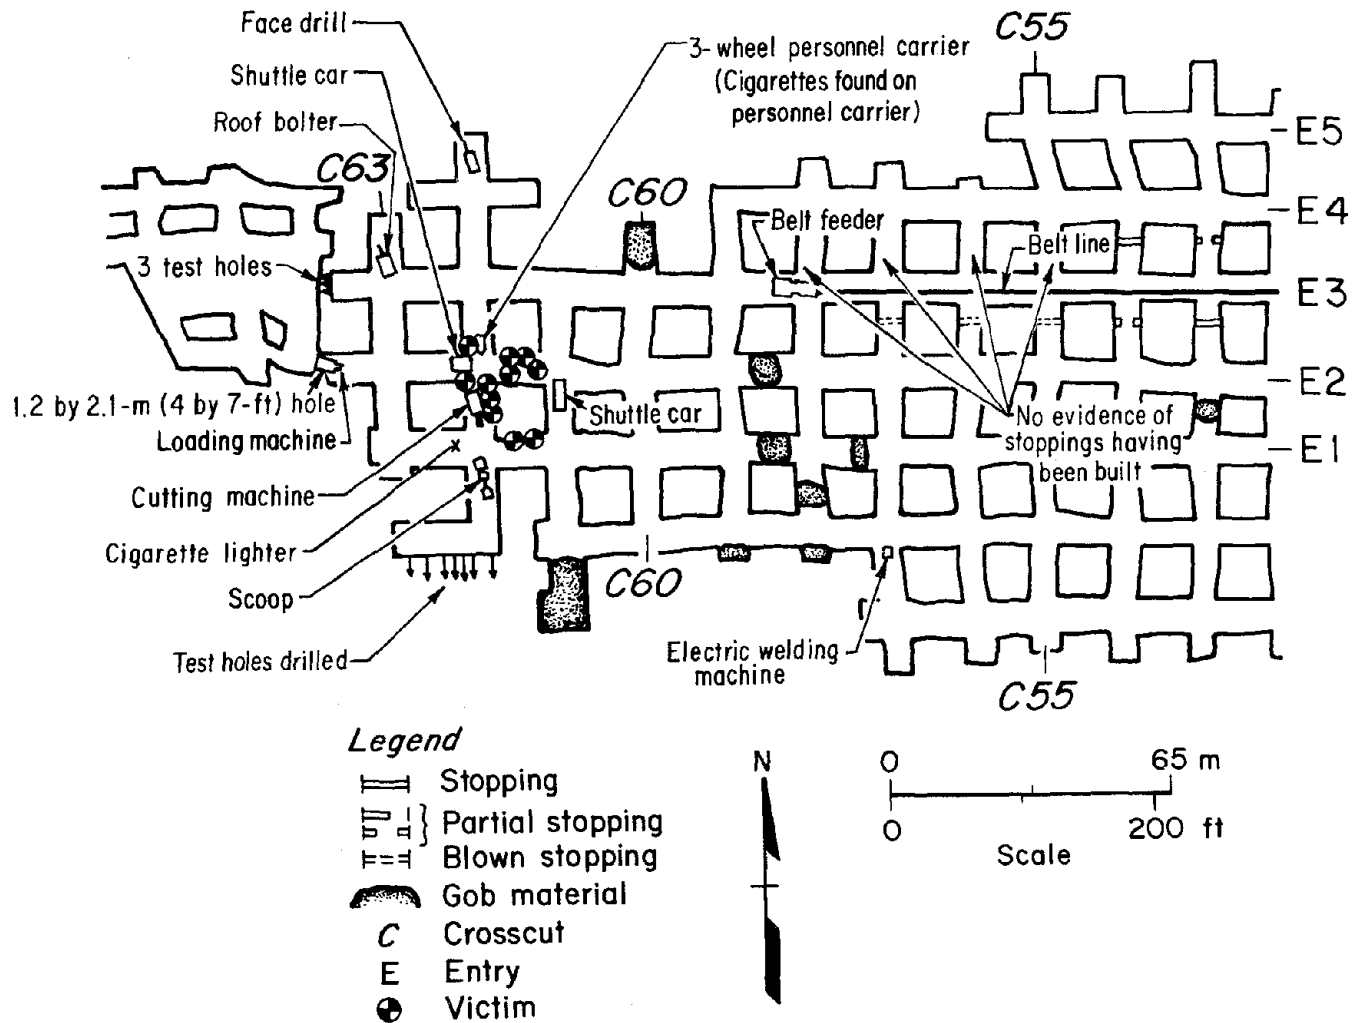 Face drill
C55
3-wheel personnel carrier
(Cigarettes found on
personnel carrier)
Shuttle car
Roof bolter
E5
C63
C60
E4
Belt feeder
Belt line
3 test holes
E3
E2
1.2 by 2.1-m (4 by 7-ft) hole
Shuttle car
No evidence of
stoppings having
been built
Loading machine
E1
Cutting machine
x
Cigarette lighter
C60
Scoop
Test holes drilled
Electric welding
machine
C55
Legend
Stopping
Partial stopping
Blown stopping
Gob material
C Crosscut
E Entry
Victim
N
0 65 m
0 200 ft
Scale